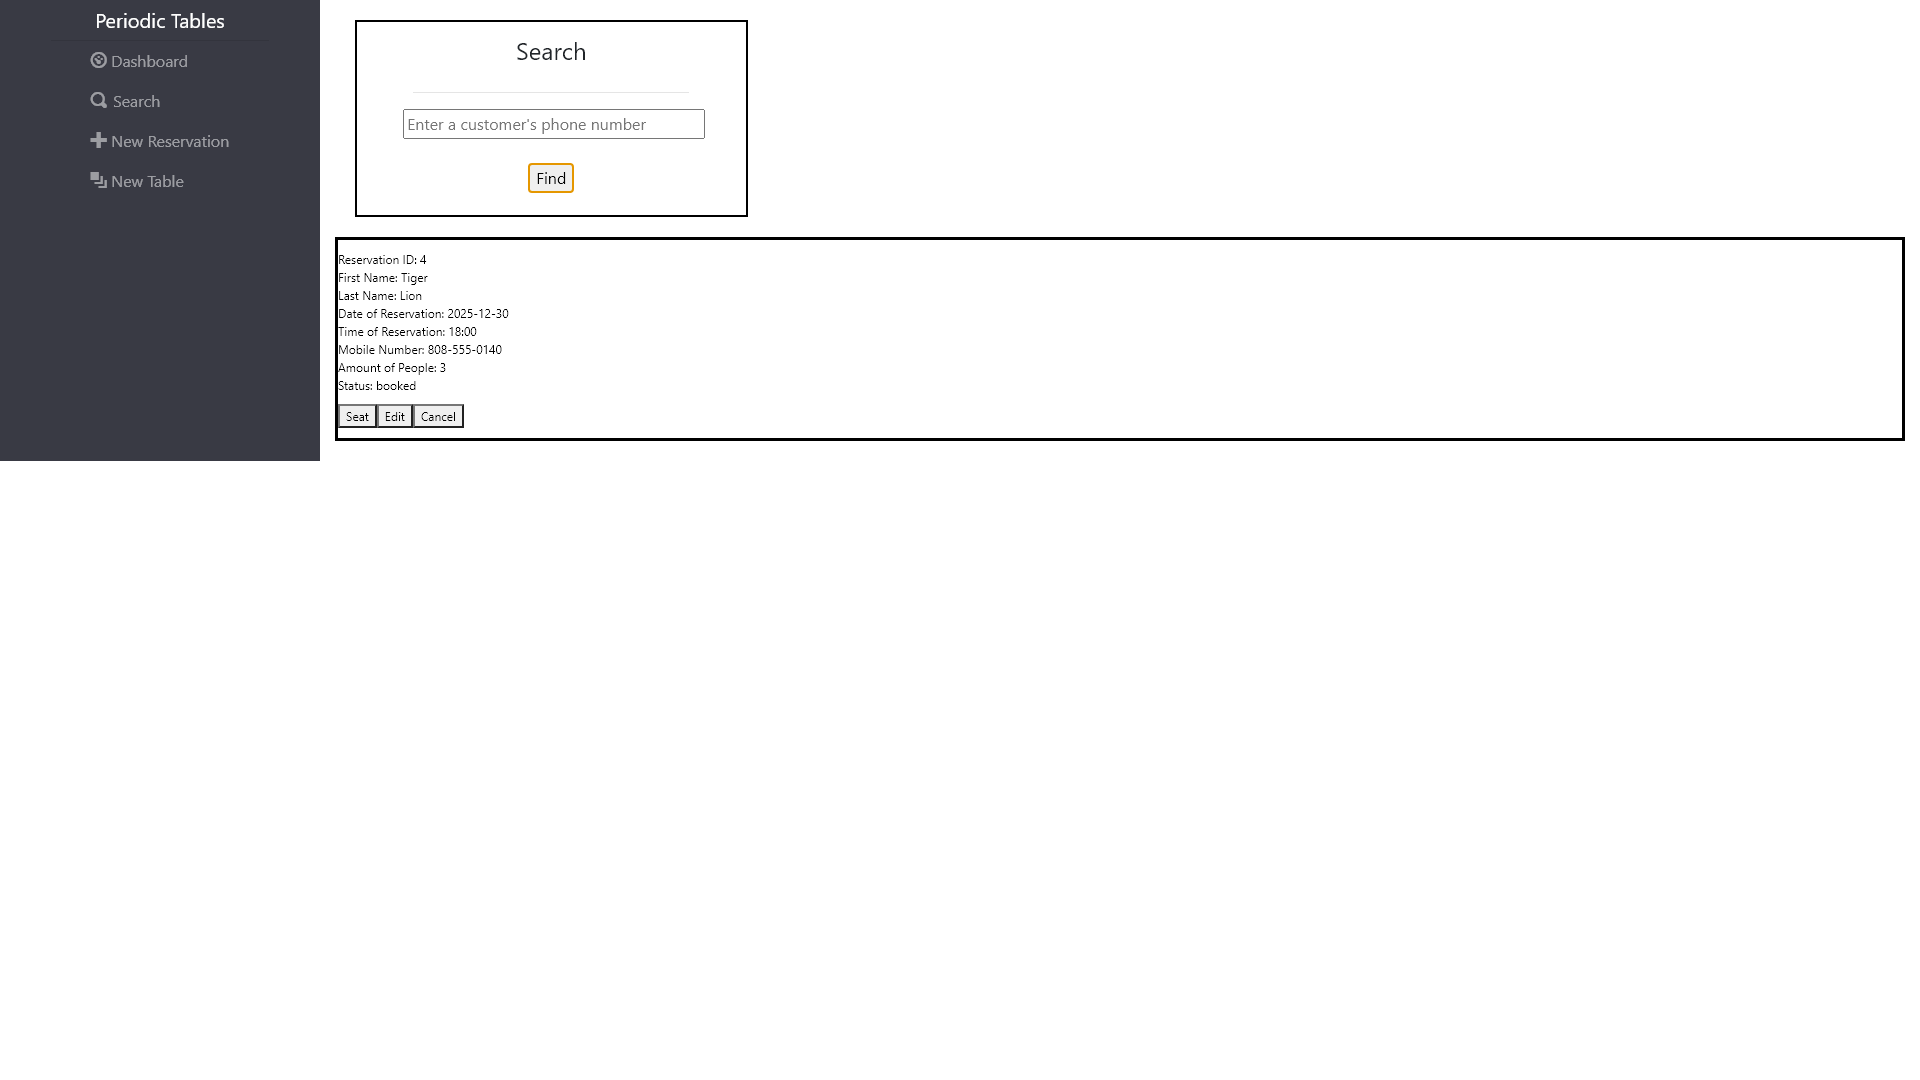 Periodic Tables
Dashboard
Search
New Reservation
New Table
Search
Enter a customer's phone number
Find
Reservation ID: 4
First Name: Tiger
Last Name: Lion
Date of Reservation: 2025-12-30
Time of Reservation: 18:00
Mobile Number: 808-555-0140
Amount of People: 3
Status: booked
Seat Edit Cancel